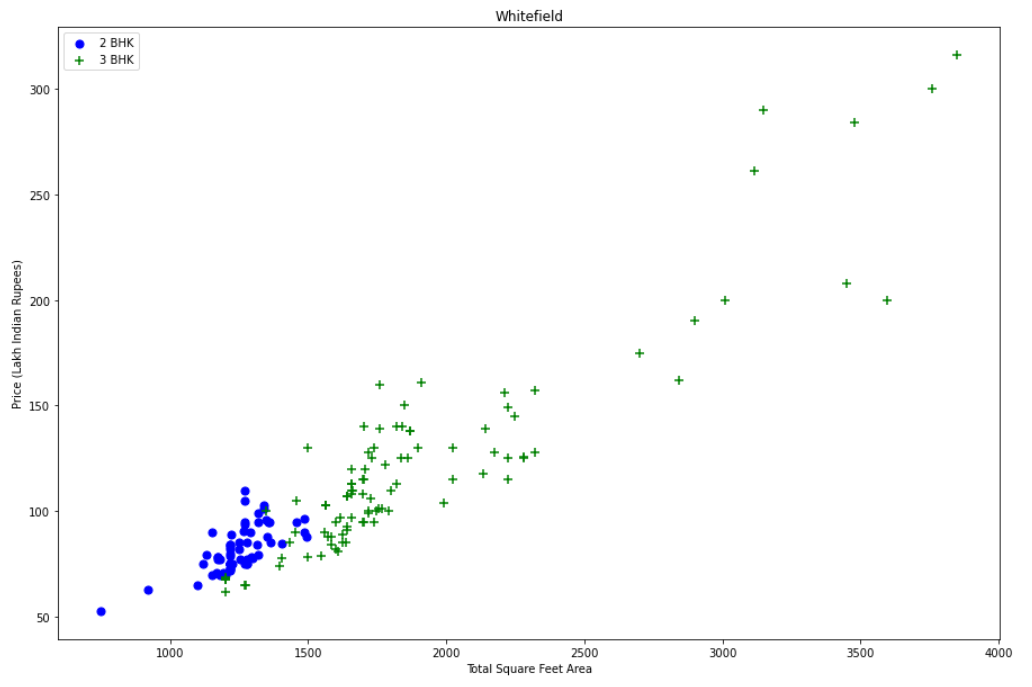 Whitefield
2 BHK
3 BHK
Price (Lakh Indian Rupees)
300
250
200
150
100
50
1000 1500 2000 2500 3000 3500 4000
Total Square Feet Area